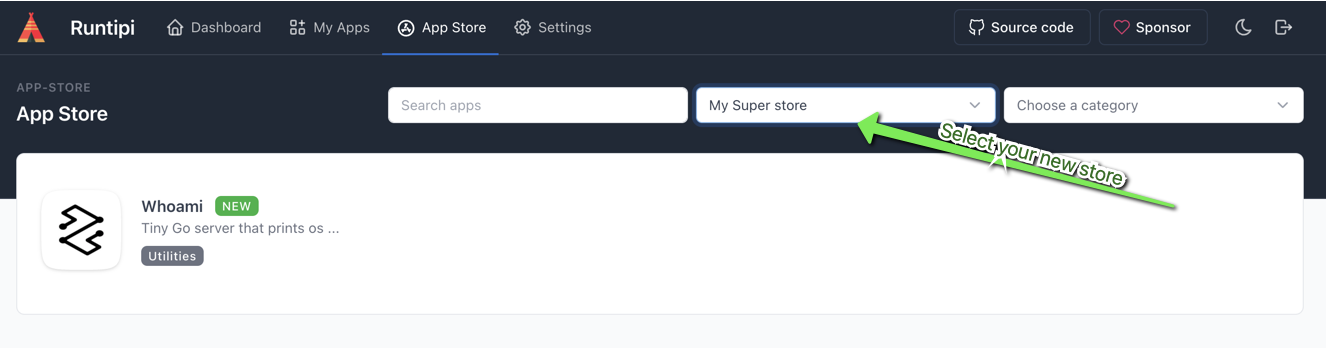 Runtipi
Dashboard
My Apps
App Store
Settings
Source code
Sponsor
APP-STORE
App Store
Search apps
My Super store
Choose a category
Select your new store
Whoami NEW
Tiny Go server that prints os ...
Utilities